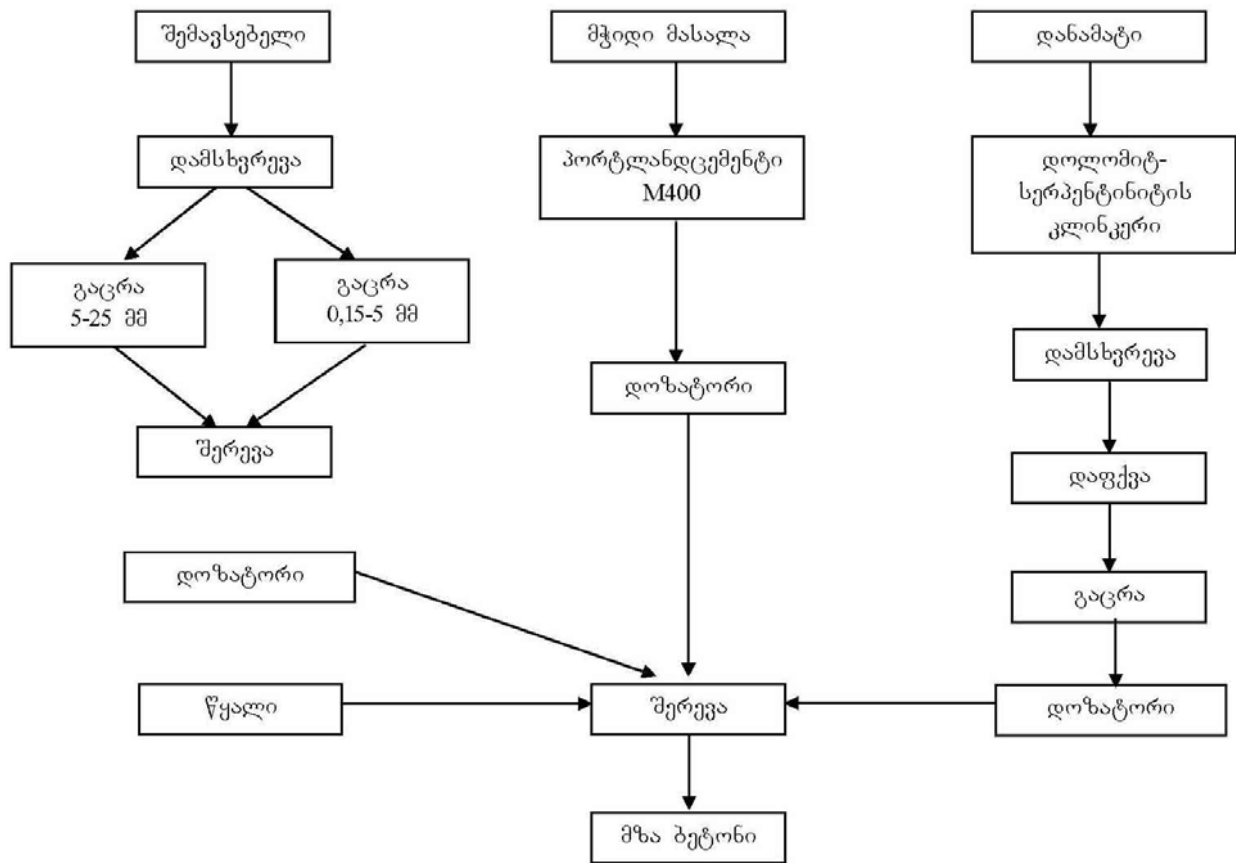 შემავსებელი
მჭიდი მასალა
დანამატი
დამსხვრევა
პორტლანდცემენტი
M400
დოლომიტ-
სერპენტინიტის
კლინკერი
გაცრა
5-25 მმ
გაცრა
0,15-5 მმ
დამსხვრევა
დოზატორი
შერევა
დაფქვა
დოზატორი
გაცრა
წყალი
შერევა
დოზატორი
მზა ბეტონი